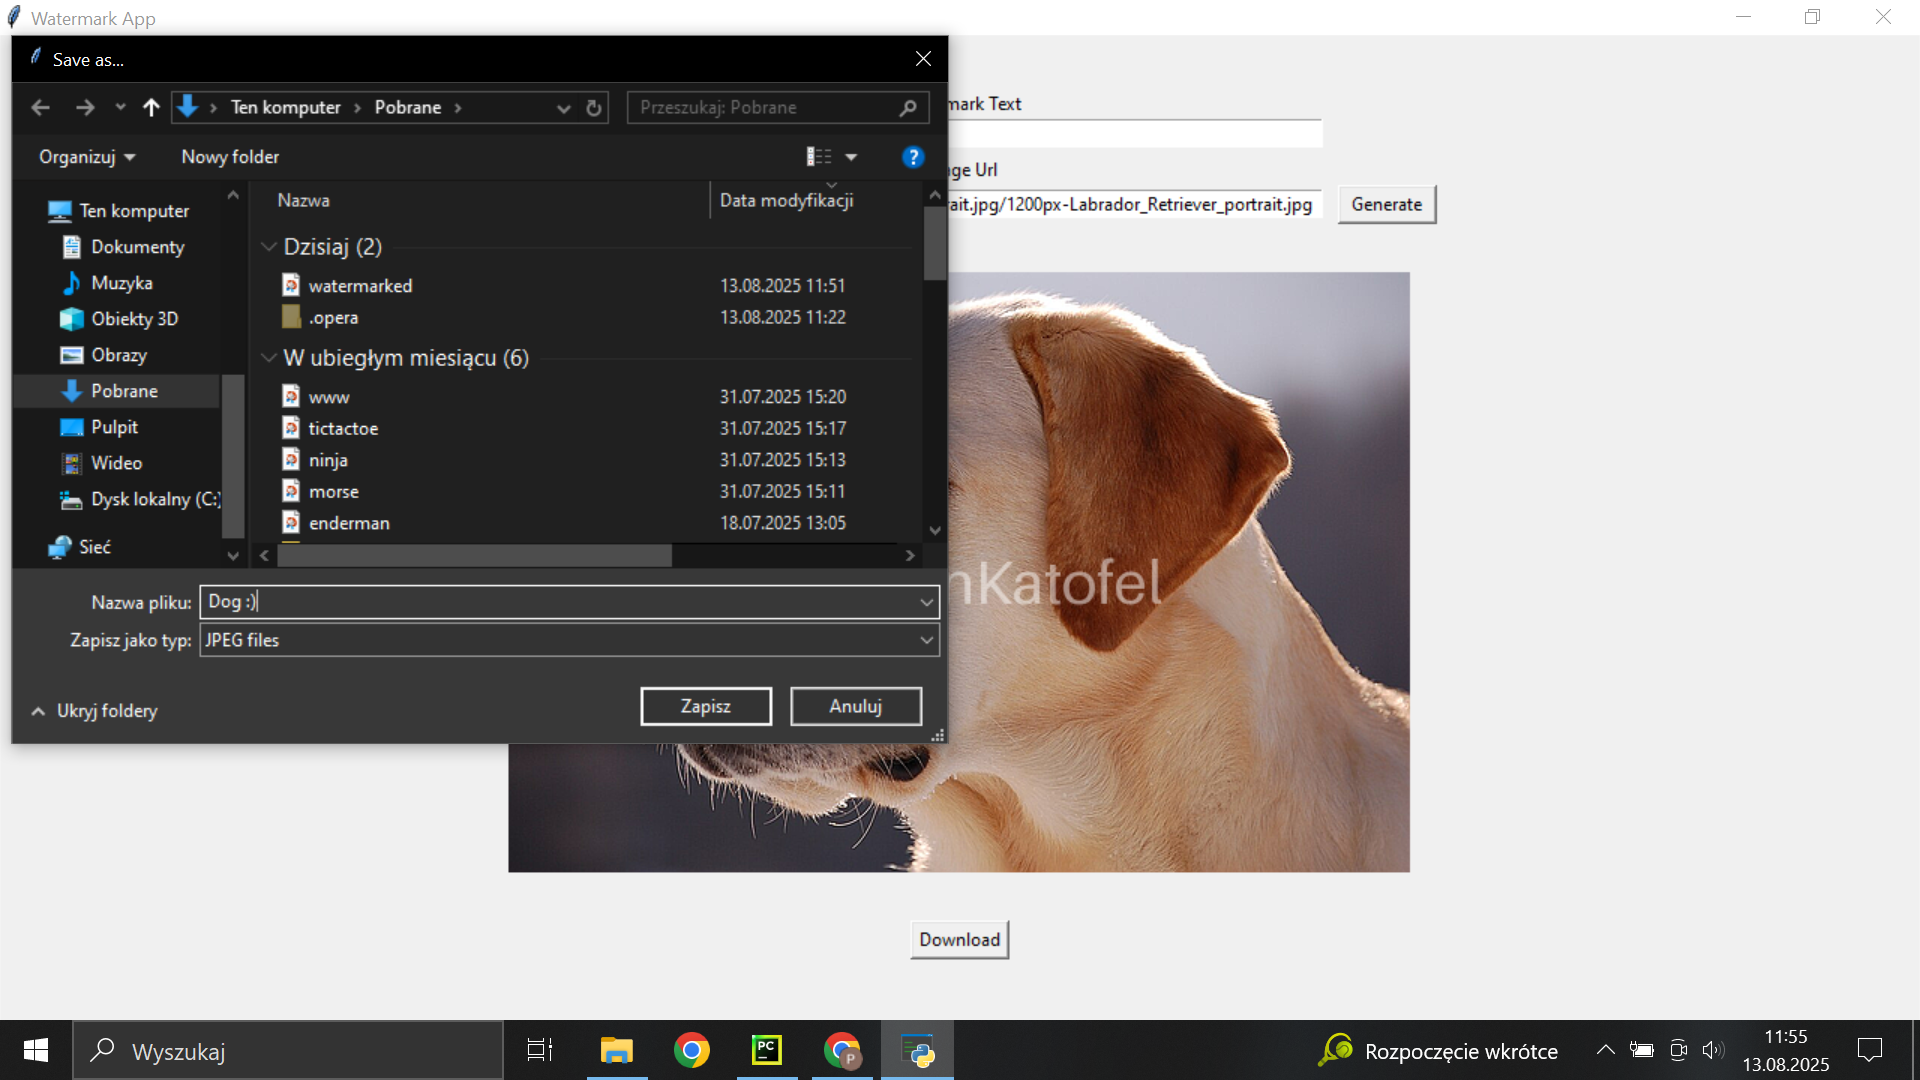 Watermark App
Save as...
Ten komputer
Pobrane
Przeszukaj: Pobrane
Organizuj
Nowy folder
Ten komputer
Dokumenty
Muzyka
Obiekty 3D
Obrazy
Pobrane
Pulpit
Wideo
Dysk lokalny (C:)
Sieć
Nazwa
Data modyfikacji
Dzisiaj (2)
watermarked 13.08.2025 11:51
.opera 13.08.2025 11:22
W ubiegłym miesiącu (6)
www 31.07.2025 15:20
tictactoe 31.07.2025 15:17
ninja 31.07.2025 15:13
morse 31.07.2025 15:11
enderman 18.07.2025 13:05
Nazwa pliku: Dog :)
Zapisz jako typ: JPEG files
Ukryj foldery
Zapisz
Anuluj
mark Text
ge Url
rait.jpg/1200px-Labrador_Retriever_portrait.jpg
Generate
nKatofel
Download
Wyszukaj
PC
P
Rozpoczęcie wkrótce
11:55
13.08.2025